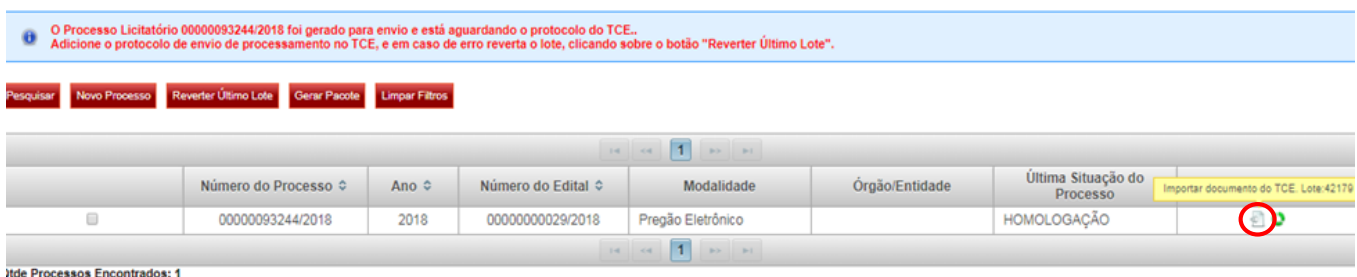 O Processo Licitatório 00000093244/2018 foi gerado para envio e está aguardando o protocolo do TCE..
Adicione o protocolo de envio de processamento no TCE, e em caso de erro reverta o lote, clicando sobre o botão "Reverter Último Lote".
Pesquisar Novo Processo Reverter Último Lote Gerar Pacote Limpar Filtros
1
Número do Processo Ano Número do Edital Modalidade Órgão/Entidade Última Situação do Processo
Importar documento do TCE. Lote:42179
00000093244/2018 2018 00000000029/2018 Pregão Eletrônico HOMOLOGAÇÃO
1
Qtde Processos Encontrados: 1